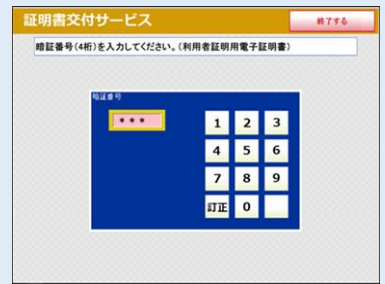 証明書交付サービス
終了する
暗証番号(4桁)を入力してください。(利用者証明用電子証明書)
暗証番号
* * *
1 2 3
4 5 6
7 8 9
訂正 0